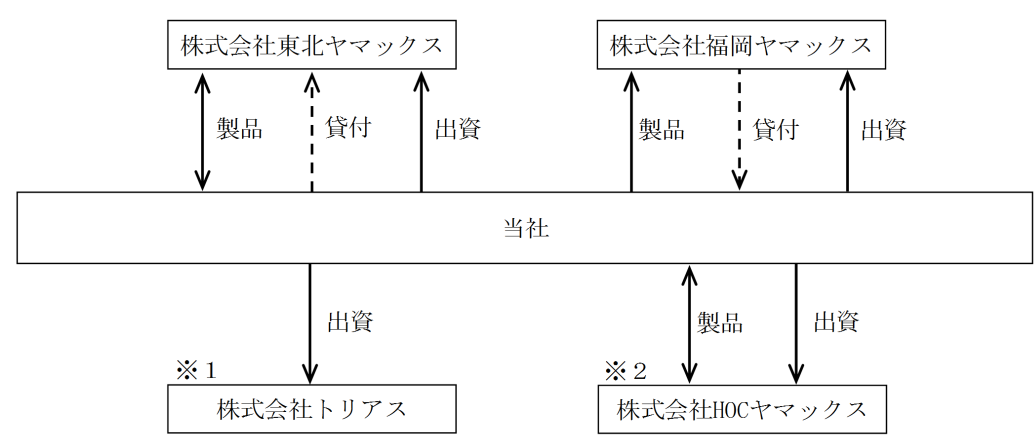 株式会社東北ヤマックス
株式会社福岡ヤマックス
製品
貸付
出資
製品
貸付
出資
当社
出資
製品
出資
※1
※2
株式会社トリアス
株式会社HOCヤマックス